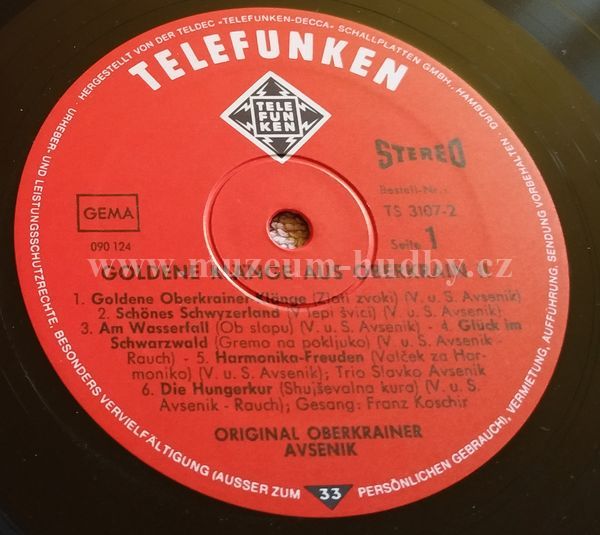 URHEBER- UND LEISTUNGSSCHUTZRECHTE, BESONDERS VERVIELFÄLTIGUNG (AUSSER ZUM 33 PERSÖNLICHEN GEBRAUCH), VERMIETUNG, AUFFÜHRUNG, SENDUNG VORBEHALTEN · HERGESTELLT VON DER TELDEC »TELEFUNKEN-DECCA« SCHALLPLATTEN GMBH., HAMBURG ·
TELEFUNKEN
TELE
FUN
KEN
STEREO
Bestell-Nr.:
TS 3107-2
GEMA
090 124
Seite 1
GOLDENE KLÄNGE AUS OBERKRAIN
www.muzeum-hudby.cz
1. Goldene Oberkrainer Klänge (Zlati zvoki) (V. u. S. Avsenik)
2. Schönes Schwyzerland (V lepi švici) (V. u. S. Avsenik)
3. Am Wasserfall (Ob slapu) (V. u. S. Avsenik) - 4. Glück im
Schwarzwald (Gremo na pokljuko) (V. u. S. Avsenik -
Rauch) - 5. Harmonika-Freuden (Valček za Har-
moniko) (V. u. S. Avsenik); Trio Slavko Avsenik
6. Die Hungerkur (Shujševalna kura) (V. u. S.
Avsenik - Rauch); Gesang: Franz Koschir
ORIGINAL OBERKRAINER
AVSENIK